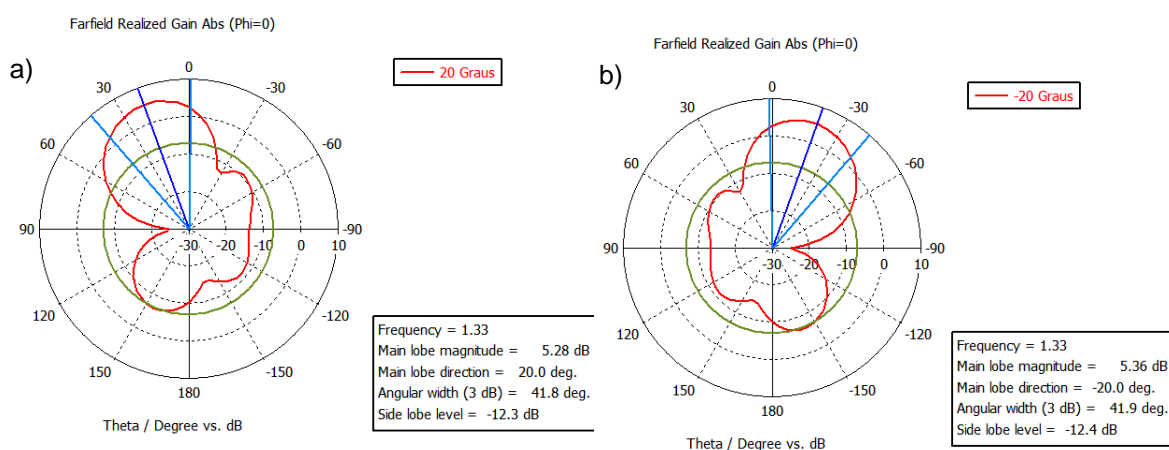 Farfield Realized Gain Abs (Phi=0)
a)
20 Graus
0
30
-30
60
-60
90
-90
-30
-20
-10
0
10
120
-120
150
-150
180
Theta / Degree vs. dB
Frequency = 1.33
Main lobe magnitude = 5.28 dB
Main lobe direction = 20.0 deg.
Angular width (3 dB) = 41.8 deg.
Side lobe level = -12.3 dB
Farfield Realized Gain Abs (Phi=0)
b)
-20 Graus
0
30
-30
60
-60
90
-90
-30
-20
-10
0
10
120
-120
150
-150
180
Theta / Degree vs. dB
Frequency = 1.33
Main lobe magnitude = 5.36 dB
Main lobe direction = -20.0 deg.
Angular width (3 dB) = 41.9 deg.
Side lobe level = -12.4 dB